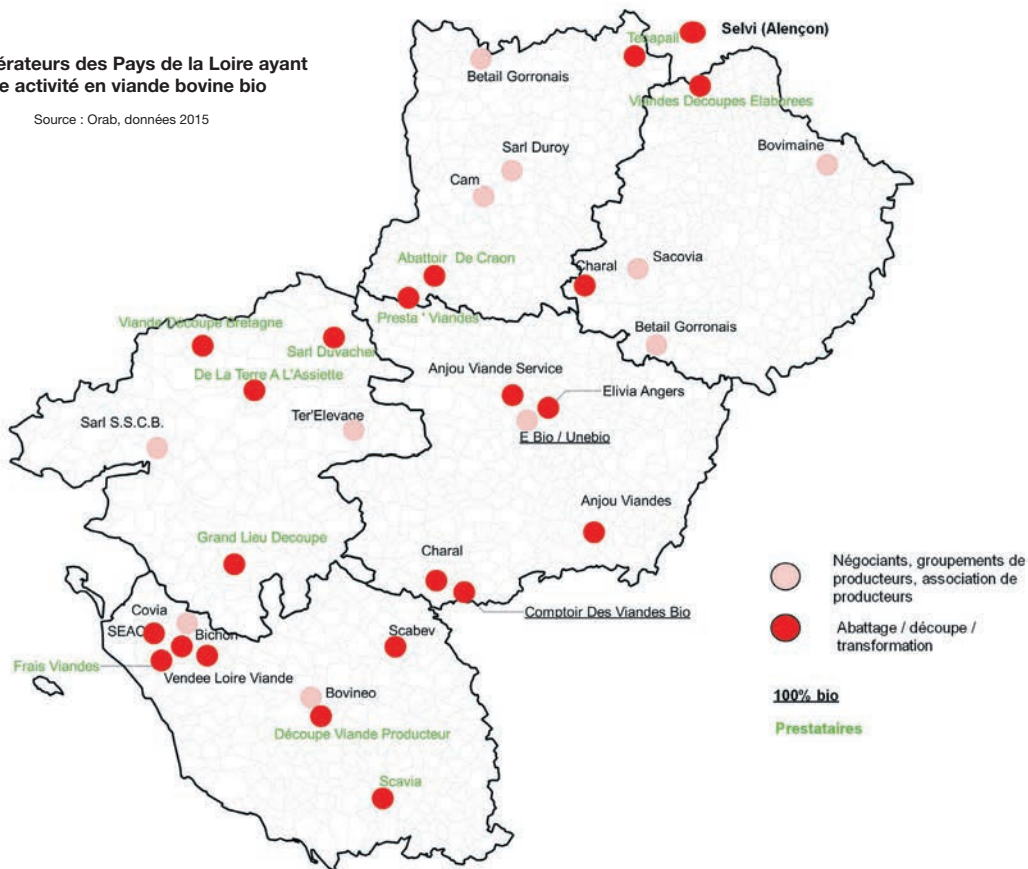 érateurs des Pays de la Loire ayant
e activité en viande bovine bio
Source : Orab, données 2015
Selvi (Alençon)
Betail Gorronais
Viandes Decoupes Elaborees
Bovimaine
Sarl Duroy
Cam
Abattoir De Craon
Charal
Sacovia
Presta ' Viandes
Betail Gorronais
Viande Découpe Bretagne
Sarl Duvacher
De La Terre A L'Assiette
Anjou Viande Service
Elivia Angers
Sarl S.S.C.B.
Ter'Elevage
E Bio / Unebio
Anjou Viandes
Grand Lieu Decoupe
Charal
Comptoir Des Viandes Bio
Covia
SEAC
Bichon
Scabev
Frais Viandes
Vendee Loire Viande
Bovineo
Découpe Viande Producteur
Scavia
Négociants, groupements de
producteurs, association de
producteurs
Abattage / découpe /
transformation
100% bio
Prestataires